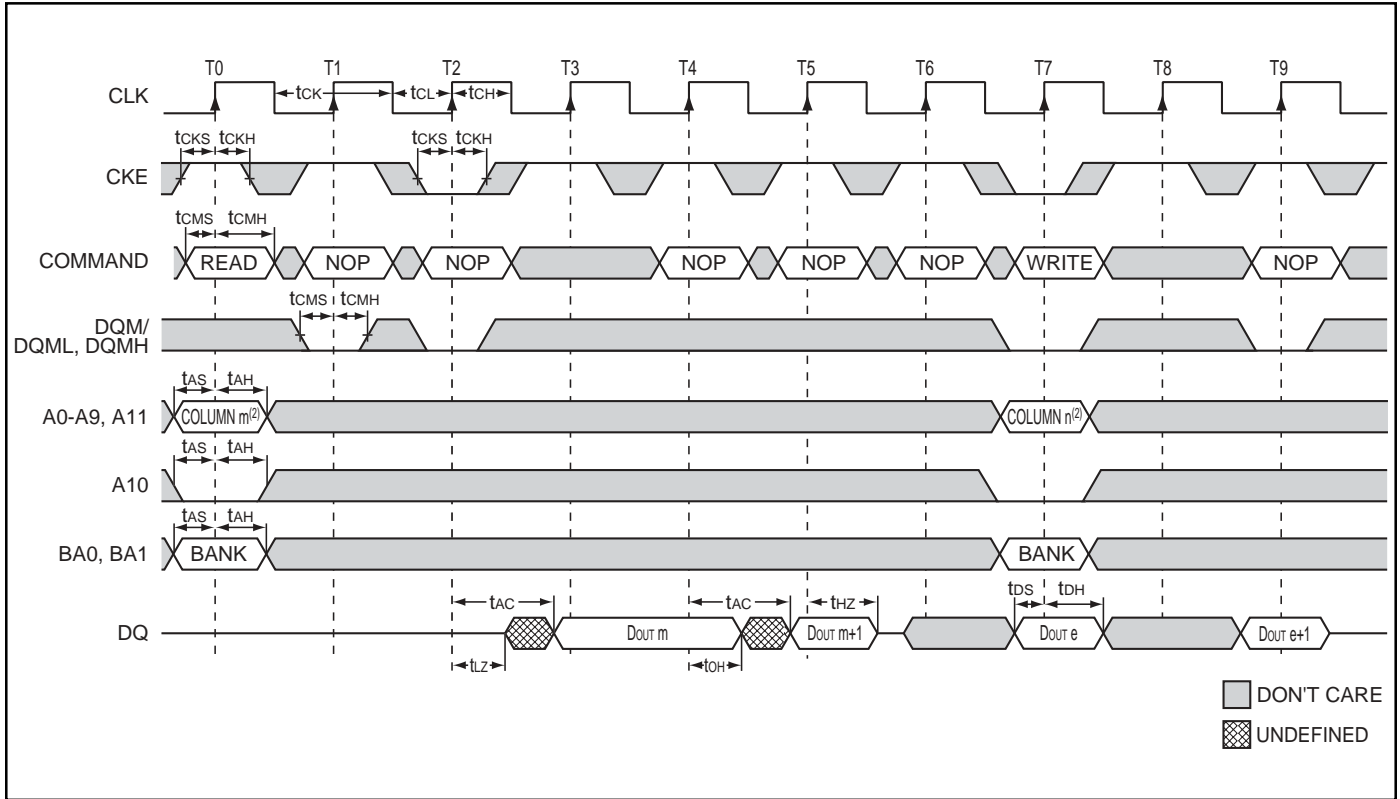 T0 T1 T2 T3 T4 T5 T6 T7 T8 T9
CLK
tCK tCL tCH
tCKS tCKH tCKS tCKH
CKE
tCMS tCMH
COMMAND READ NOP NOP NOP NOP NOP WRITE NOP
tCMS tCMH
DQM/
DQML, DQMH
tAS tAH
A0-A9, A11 COLUMN m(2) COLUMN n(2)
tAS tAH
A10
tAS tAH
BA0, BA1 BANK BANK
tAC tAC tHZ tDS tDH
DQ DOUT m DOUT m+1 DOUT e DOUT e+1
tLZ tOH
DON'T CARE
UNDEFINED